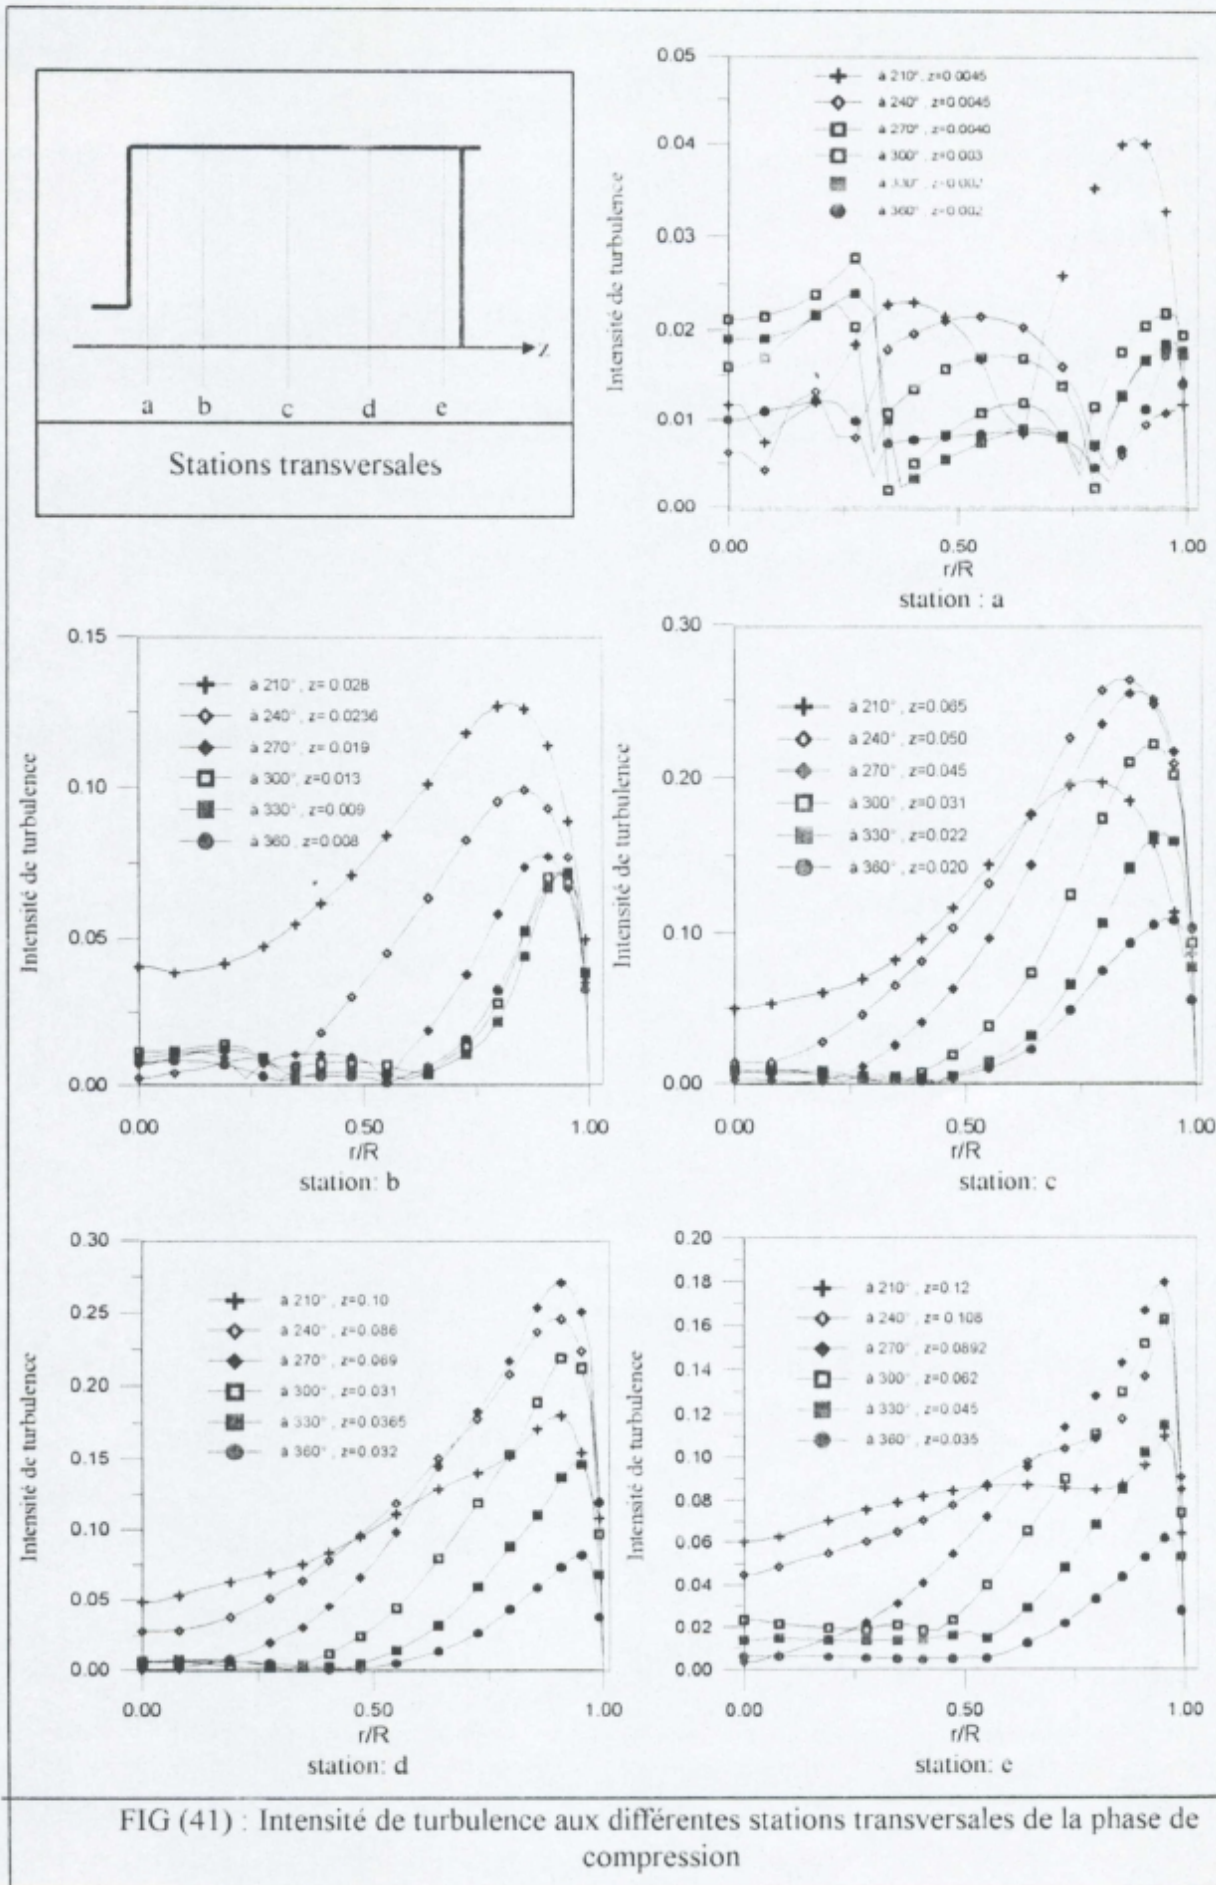 z
a b c d e
Stations transversales
0.05
0.04
0.03
0.02
0.01
0.00
Intensité de turbulence
à 210°, z=0.0045
à 240°, z=0.0045
à 270°, z=0.0040
à 300°, z=0.003
à 330°, z=0.002
à 360°, z=0.002
0.00 0.50 1.00
r/R
station : a
0.15
0.10
0.05
0.00
Intensité de turbulence
à 210°, z= 0.028
à 240°, z=0.0236
à 270°, z=0.019
à 300°, z=0.013
à 330°, z=0.009
à 360, z=0.008
0.00 0.50 1.00
r/R
station: b
0.30
0.20
0.10
0.00
Intensité de turbulence
à 210°, z=0.065
à 240°, z=0.050
à 270°, z=0.045
à 300°, z=0.031
à 330°, z=0.022
à 360°, z=0.020
0.00 0.50 1.00
r/R
station: c
0.30
0.25
0.20
0.15
0.10
0.05
0.00
Intensité de turbulence
à 210°, z=0.10
à 240°, z=0.086
à 270°, z=0.069
à 300°, z=0.031
à 330°, z=0.0365
à 360°, z=0.032
0.00 0.50 1.00
r/R
station: d
0.20
0.18
0.16
0.14
0.12
0.10
0.08
0.06
0.04
0.02
0.00
Intensité de turbulence
à 210°, z=0.12
à 240°, z=0.106
à 270°, z=0.0892
à 300°, z=0.062
à 330°, z=0.045
à 360°, z=0.035
0.00 0.50 1.00
r/R
station: e
FIG (41) : Intensité de turbulence aux différentes stations transversales de la phase de
compression